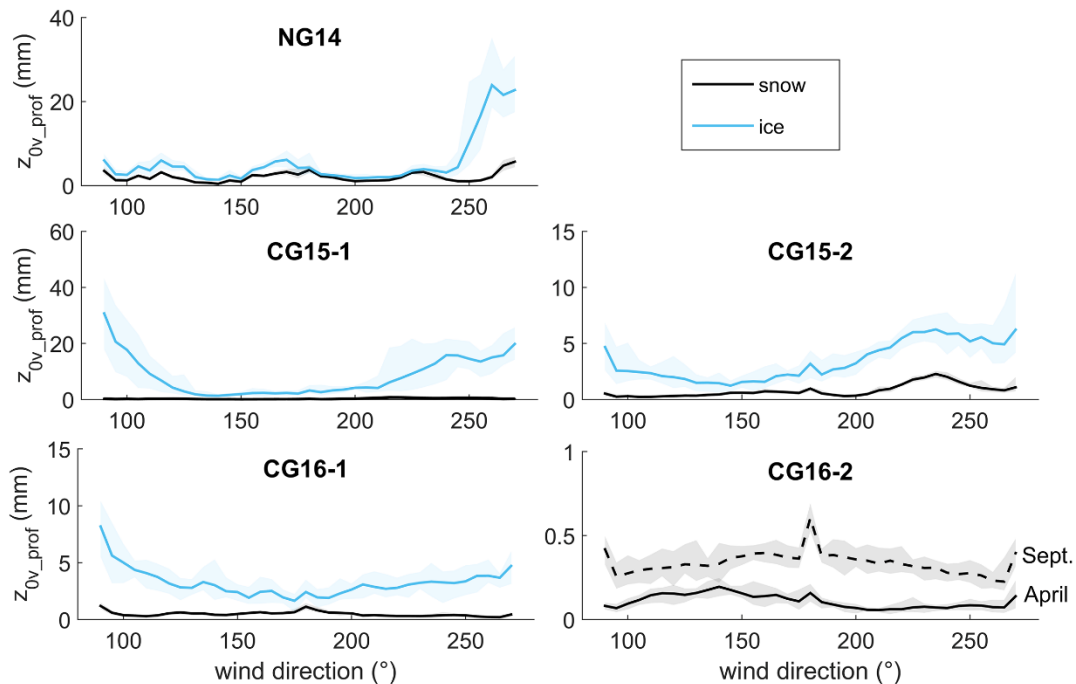 NG14
z0v_prof (mm)
40
20
0
100 150 200 250
snow
ice
CG15-1
z0v_prof (mm)
60
40
20
0
100 150 200 250
CG15-2
15
10
5
0
100 150 200 250
CG16-1
z0v_prof (mm)
15
10
5
0
100 150 200 250
wind direction (°)
CG16-2
1
0.5
0
Sept.
April
100 150 200 250
wind direction (°)